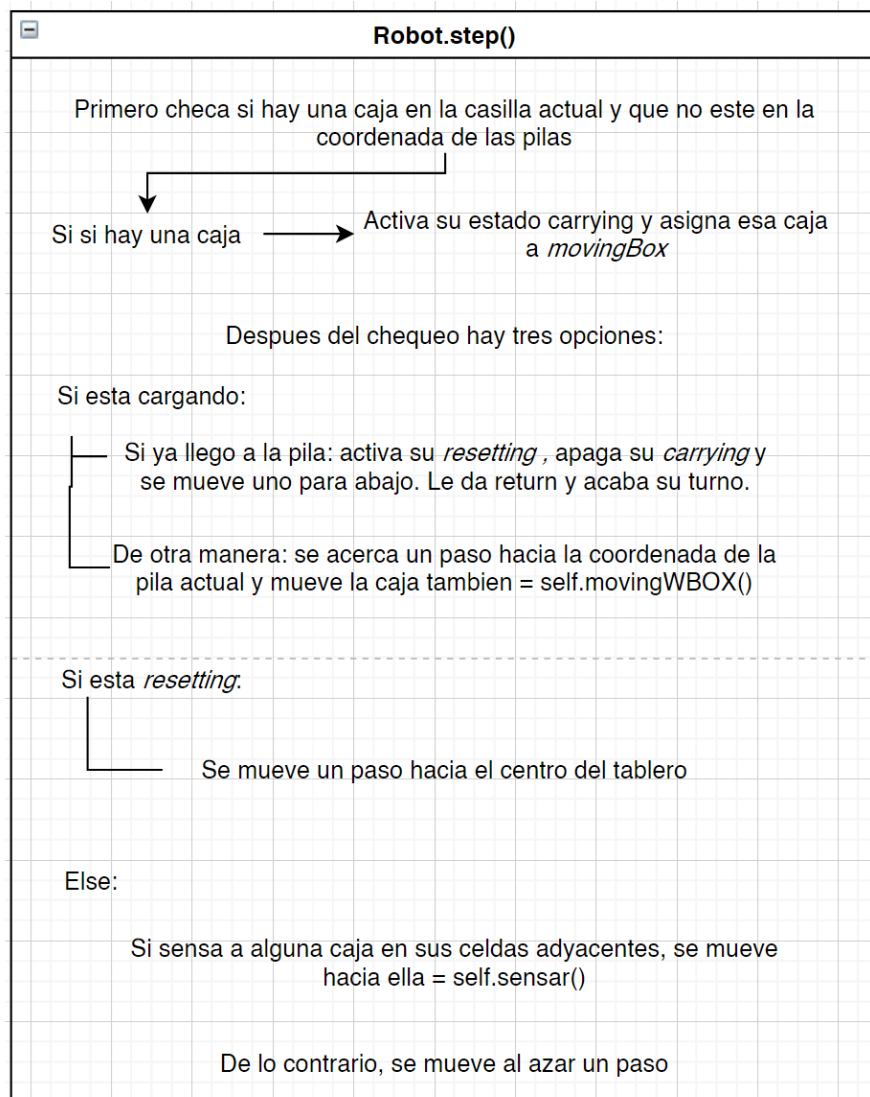 Robot.step()
Primero checa si hay una caja en la casilla actual y que no este en la
coordenada de las pilas
Si si hay una caja
Activa su estado carrying y asigna esa caja
a movingBox
Despues del chequeo hay tres opciones:
Si esta cargando:
Si ya llego a la pila: activa su resetting , apaga su carrying y
se mueve uno para abajo. Le da return y acaba su turno.
De otra manera: se acerca un paso hacia la coordenada de la
pila actual y mueve la caja tambien = self.movingWBOX()
Si esta resetting:
Se mueve un paso hacia el centro del tablero
Else:
Si sensa a alguna caja en sus celdas adyacentes, se mueve
hacia ella = self.sensar()
De lo contrario, se mueve al azar un paso